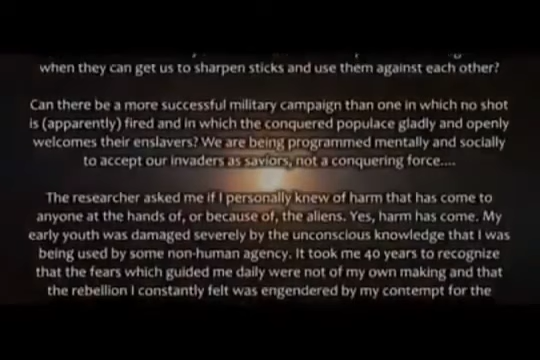 when they can get us to sharpen sticks and use them against each other?
Can there be a more successful military campaign than one in which no shot
is (apparently) fired and in which the conquered populace gladly and openly
welcomes their enslavers? We are being programmed mentally and socially
to accept our invaders as saviors, not a conquering force....
The researcher asked me if I personally knew of harm that has come to
anyone at the hands of, or because of, the aliens. Yes, harm has come. My
early youth was damaged severely by the unconscious knowledge that I was
being used by some non-human agency. It took me 40 years to recognize
that the fears which guided me daily were not of my own making and that
the rebellion I constantly felt was engendered by my contempt for the